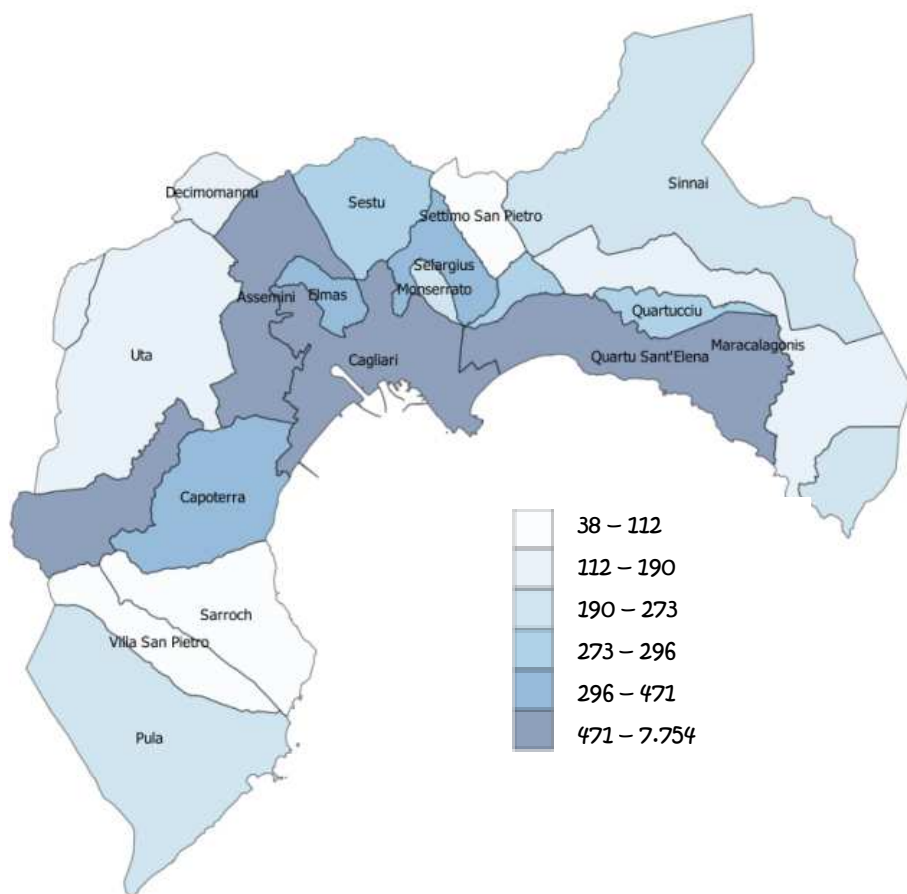 Decimomannu
Sestu
Sinnai
Settimo San Pietro
Selargius
Monserrato
Elmas
Assemini
Quartucciu
Maracalagonis
Uta
Cagliari
Quartu Sant'Elena
Capoterra
Sarroch
Villa San Pietro
Pula
38 – 112
112 – 190
190 – 273
273 – 296
296 – 471
471 – 7.754